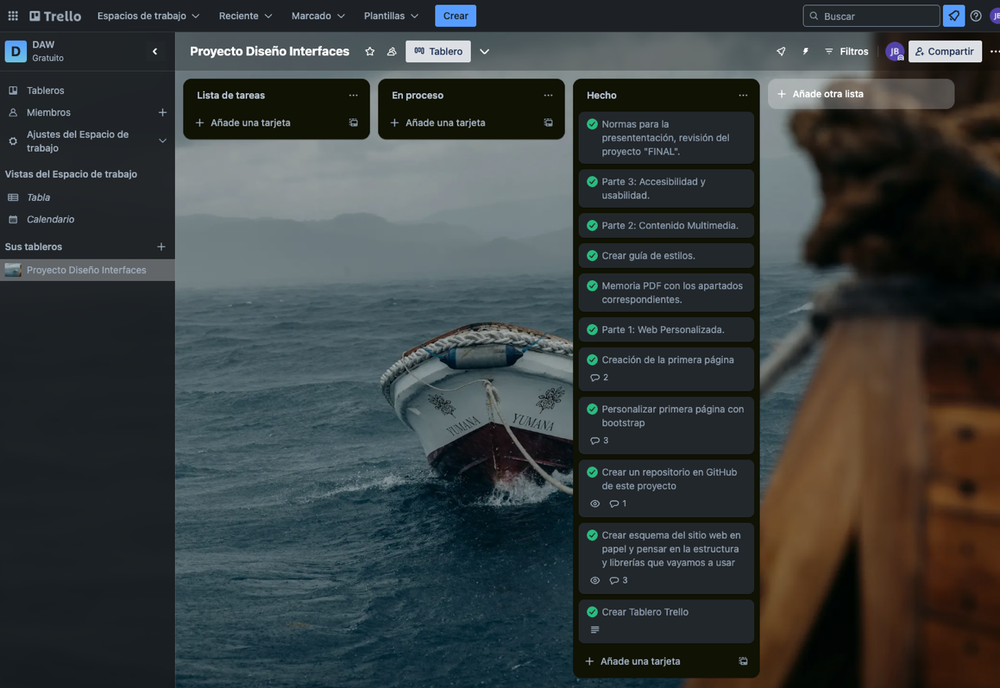 Trello
Espacios de trabajo
Reciente
Marcado
Plantillas
Crear
Buscar
D
DAW
Gratuito
Proyecto Diseño Interfaces
Tablero
JB
Filtros
Compartir
Tableros
Miembros
Ajustes del Espacio de
trabajo
Vistas del Espacio de trabajo
Tabla
Calendario
Sus tableros
Proyecto Diseño Interfaces
Lista de tareas
Añade una tarjeta
En proceso
Añade una tarjeta
Hecho
Normas para la
presententación, revisión del
proyecto "FINAL".
Parte 3: Accesibilidad y
usabilidad.
Parte 2: Contenido Multimedia.
Crear guía de estilos.
Memoria PDF con los apartados
correspondientes.
Parte 1: Web Personalizada.
Creación de la primera página
2
Personalizar primera página con
bootstrap
3
Crear un repositorio en GitHub
de este proyecto
1
Crear esquema del sitio web en
papel y pensar en la estructura
y librerías que vayamos a usar
3
Crear Tablero Trello
Añade una tarjeta
Añade otra lista
YUMANA
YUMANA